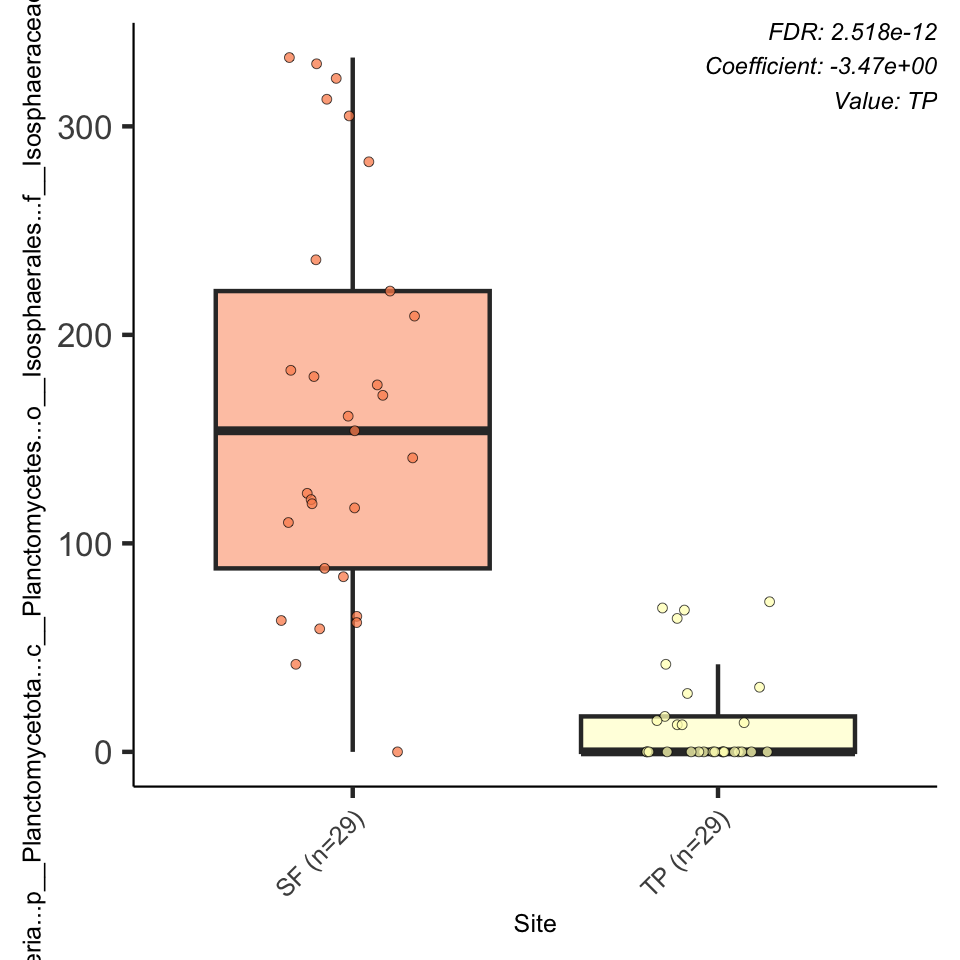 FDR: 2.518e-12
Coefficient: -3.47e+00
Value: TP
eria...p__Planctomycetota...c__Planctomycetes...o__Isosphaerales...f__Isosphaeraceae
300
200
100
0
SF (n=29)
TP (n=29)
Site